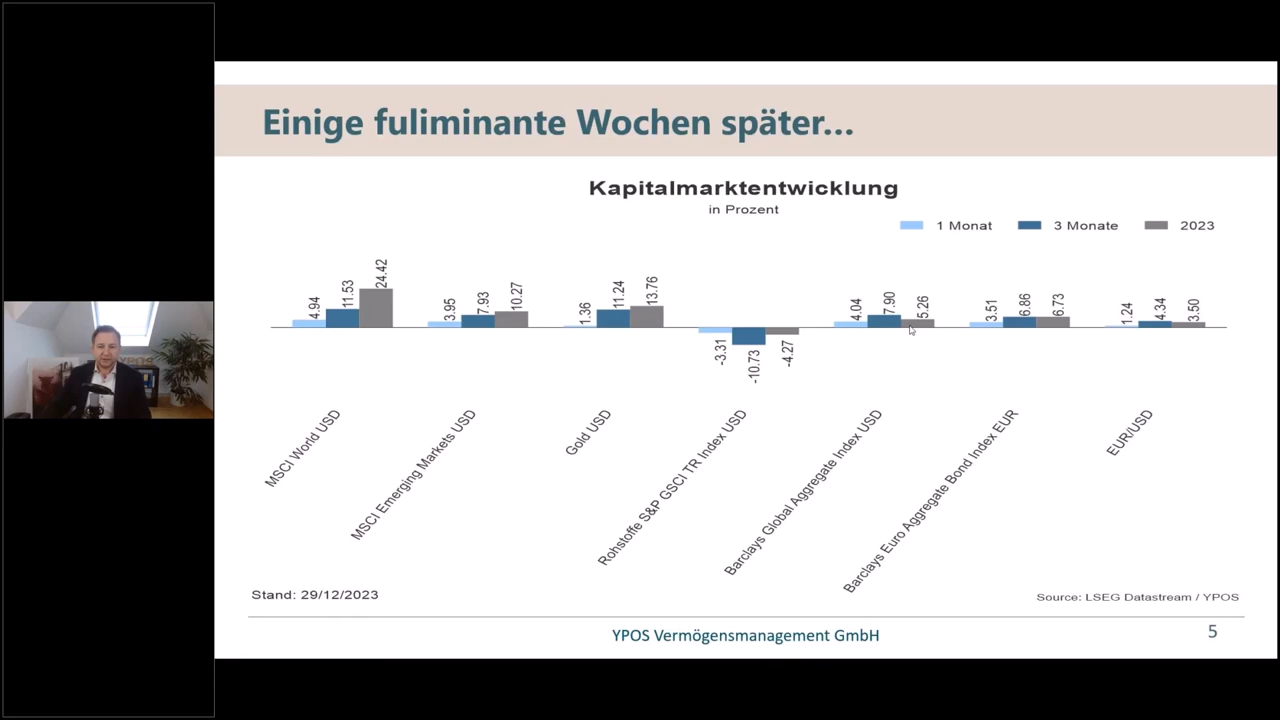 Einige fuliminante Wochen später...
Kapitalmarktentwicklung
in Prozent
1 Monat 3 Monate 2023
4.94 11.53 24.42 3.95 7.93 10.27 1.36 11.24 13.76 -3.31 -10.73 -4.27 4.04 7.90 5.26 3.51 6.86 6.73 1.24 4.34 3.50
MSCI World USD
MSCI Emerging Markets USD
Gold USD
Rohstoffe S&P GSCI TR Index USD
Barclays Global Aggregate Index USD
Barclays Euro Aggregate Bond Index EUR
EUR/USD
Stand: 29/12/2023
Source: LSEG Datastream / YPOS
YPOS Vermögensmanagement GmbH
5
YPOS